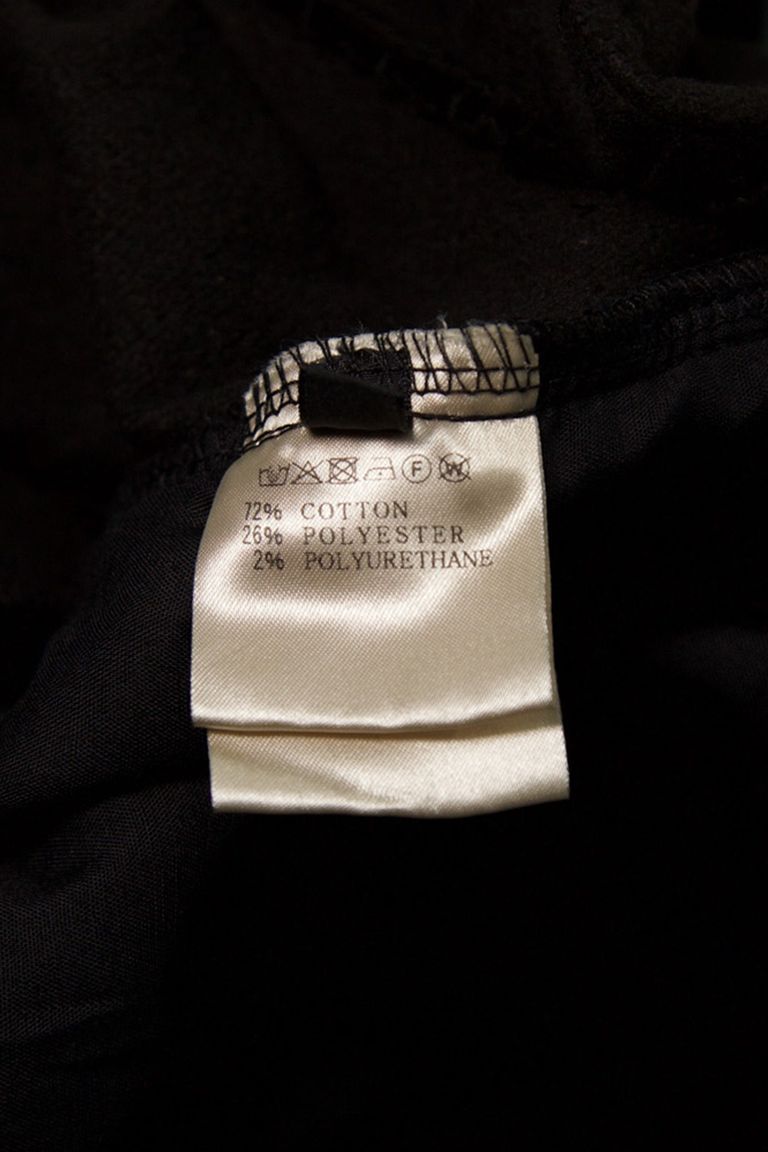 F W
72% COTTON
26% POLYESTER
2% POLYURETHANE